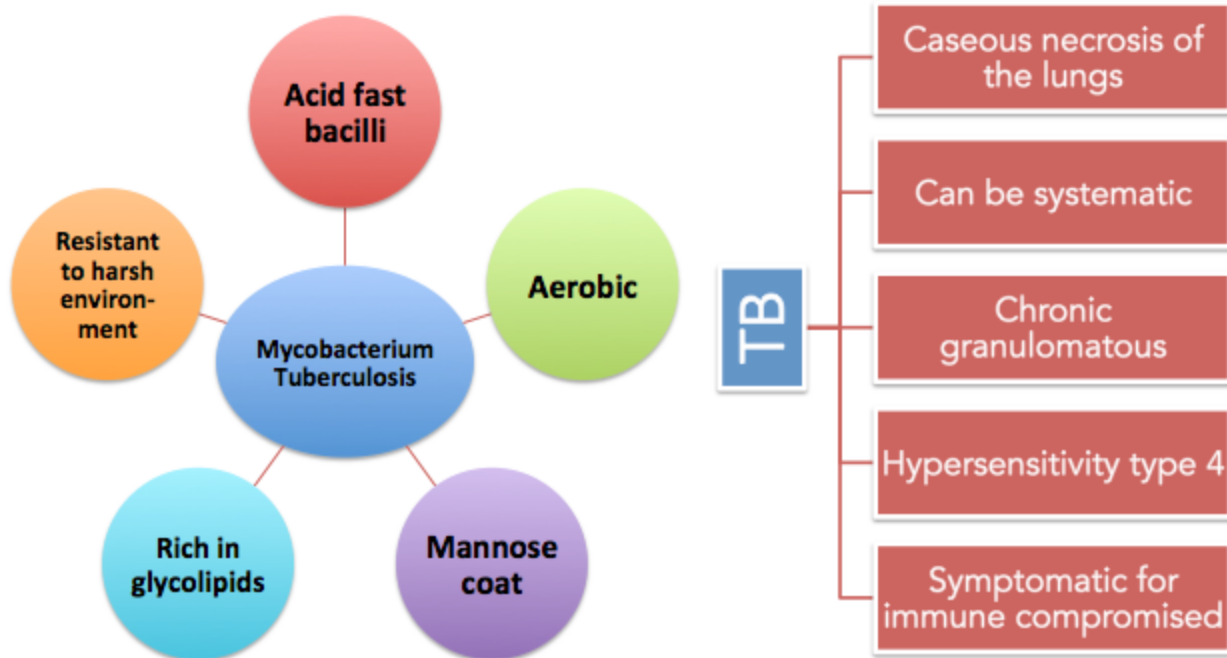 Acid fast
bacilli
Resistant
to harsh
environ-
ment
Aerobic
Mycobacterium
Tuberculosis
Rich in
glycolipids
Mannose
coat
TB
Caseous necrosis of
the lungs
Can be systematic
Chronic
granulomatous
Hypersensitivity type 4
Symptomatic for
immune compromised